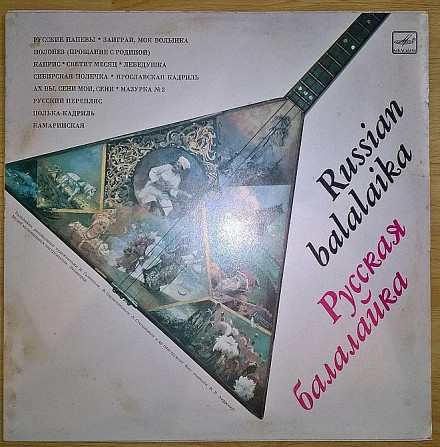 РУССКИЕ НАПЕВЫ * ЗАИГРАЙ, МОЯ ВОЛЫНКА
ПОЛОНЕЗ (ПРОЩАНИЕ С РОДИНОЙ)
КАПРИС * СВЕТИТ МЕСЯЦ * ЛЕБЕДУШКА
СИБИРСКАЯ ПОЛЕЧКА * ЯРОСЛАВСКАЯ КАДРИЛЬ
АХ ВЫ, СЕНИ МОИ, СЕНИ * МАЗУРКА № 2
РУССКИЙ ПЕРЕПЛЯС
ПОЛЬКА-КАДРИЛЬ
КАМАРИНСКАЯ
МЕЛОДИЯ
Russian
balalaika
Русская
балалайка